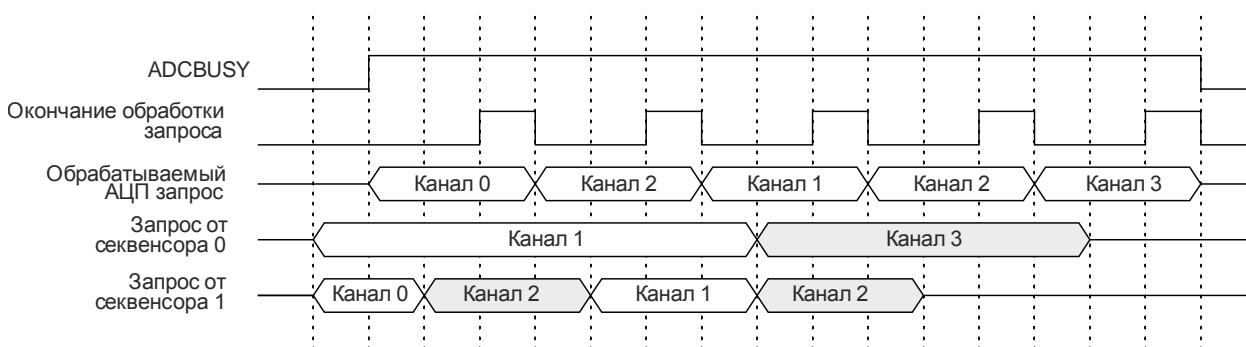 ADCBUSY
Окончание обработки
запроса
Обрабатываемый
АЦП запрос
Канал 0
Канал 2
Канал 1
Канал 2
Канал 3
Запрос от
секвенсора 0
Канал 1
Канал 3
Запрос от
секвенсора 1
Канал 0
Канал 2
Канал 1
Канал 2